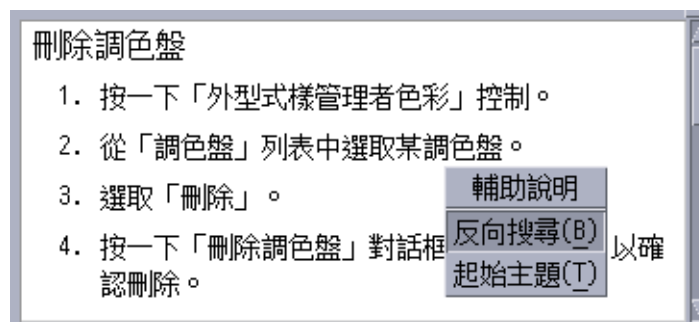 刪除調色盤
1. 按一下「外型式樣管理者色彩」控制。
2. 從「調色盤」列表中選取某調色盤。
3. 選取「刪除」。
輔助說明
反向搜尋(B)
起始主題(T)
4. 按一下「刪除調色盤」對話框 以確
認刪除。